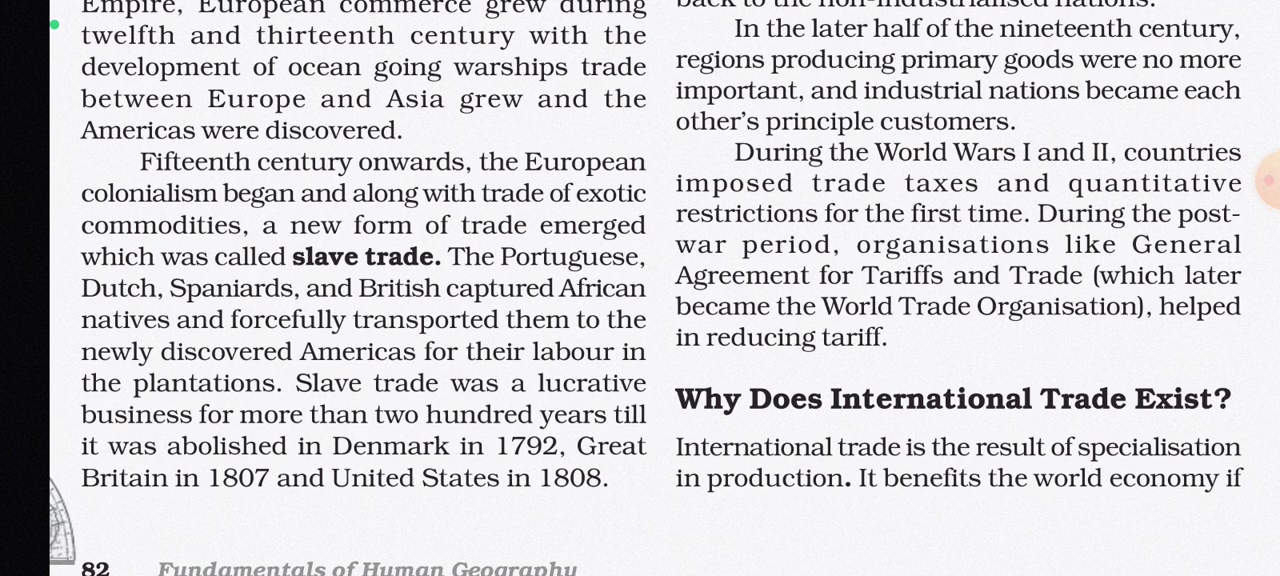 Empire, European commerce grew during
twelfth and thirteenth century with the
development of ocean going warships trade
between Europe and Asia grew and the
Americas were discovered.
Fifteenth century onwards, the European
colonialism began and along with trade of exotic
commodities, a new form of trade emerged
which was called slave trade. The Portuguese,
Dutch, Spaniards, and British captured African
natives and forcefully transported them to the
newly discovered Americas for their labour in
the plantations. Slave trade was a lucrative
business for more than two hundred years till
it was abolished in Denmark in 1792, Great
Britain in 1807 and United States in 1808.
back to the non-industrialised nations.
In the later half of the nineteenth century,
regions producing primary goods were no more
important, and industrial nations became each
other's principle customers.
During the World Wars I and II, countries
imposed trade taxes and quantitative
restrictions for the first time. During the post-
war period, organisations like General
Agreement for Tariffs and Trade (which later
became the World Trade Organisation), helped
in reducing tariff.
Why Does International Trade Exist?
International trade is the result of specialisation
in production. It benefits the world economy if
82 Fundamentals of Human Geography